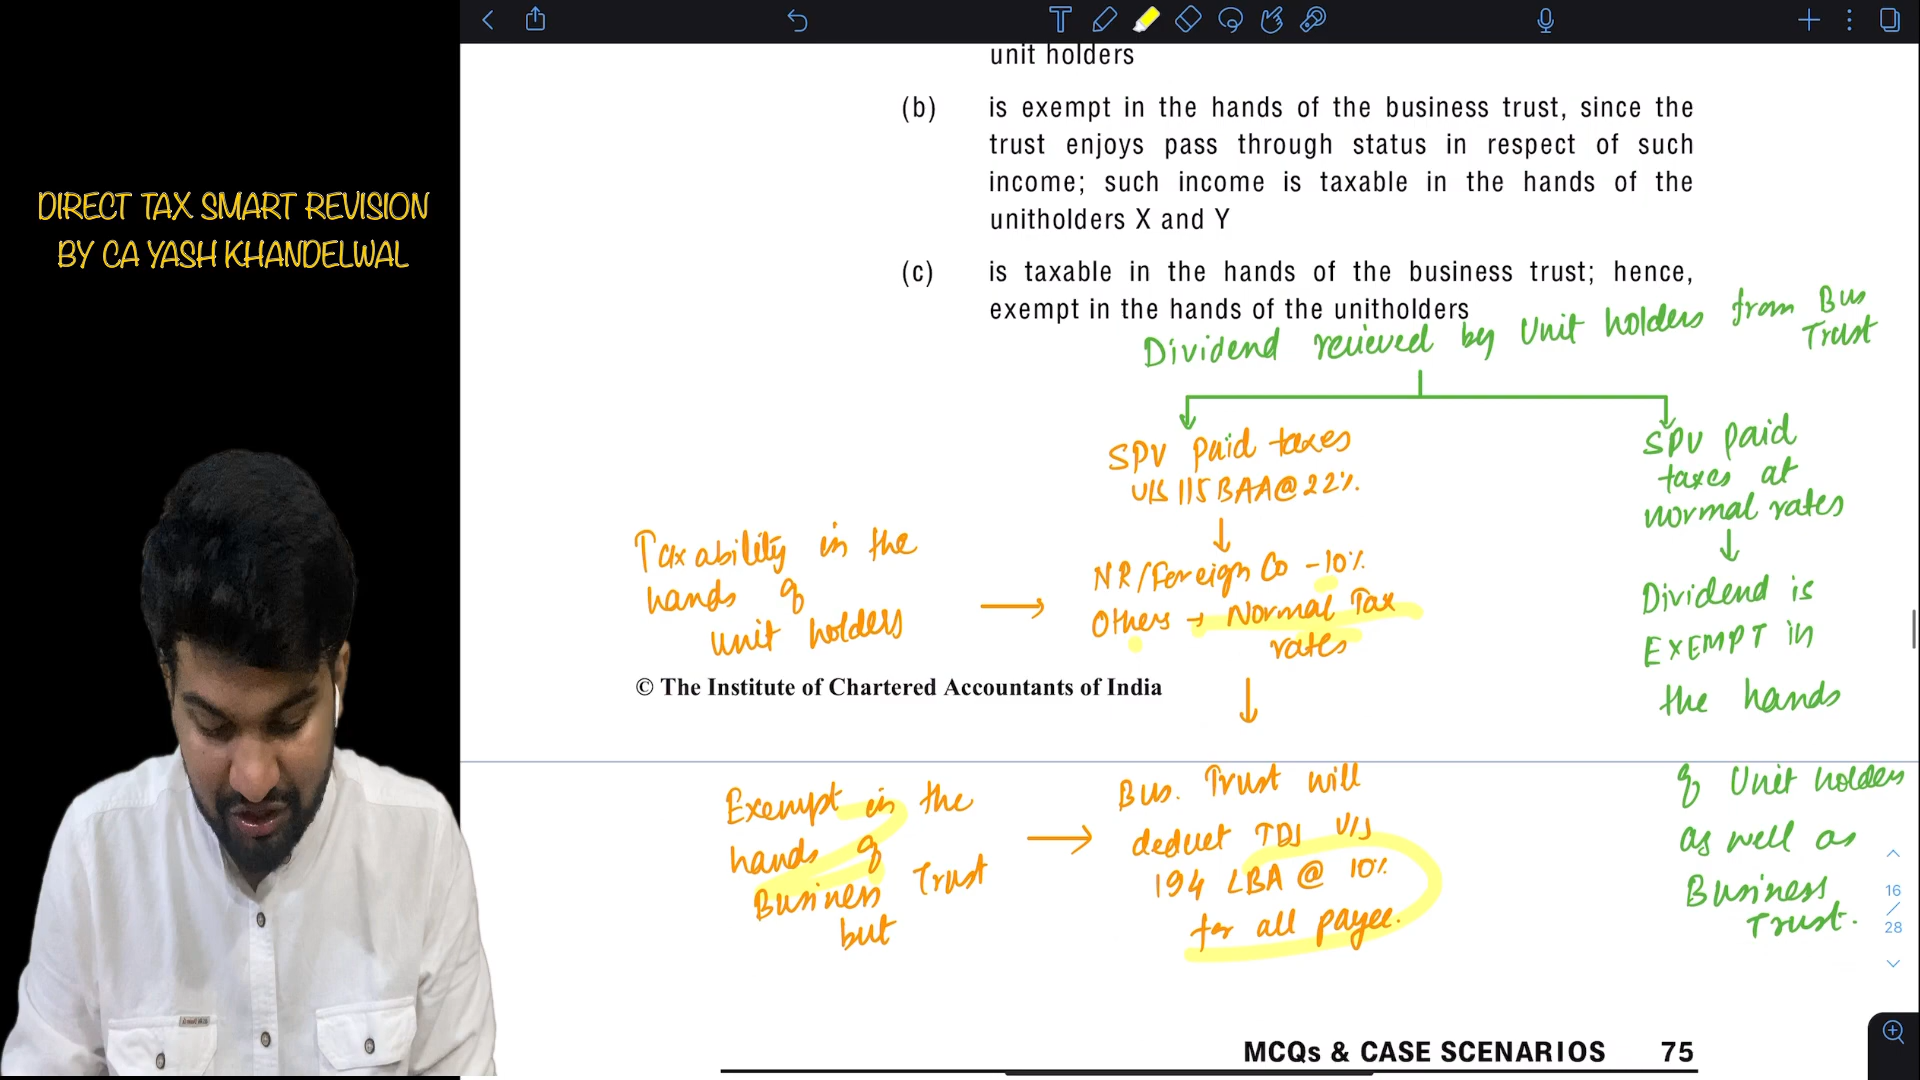 DIRECT TAX SMART REVISION
BY CA YASH KHANDELWAL
unit holders
(b) is exempt in the hands of the business trust, since the
trust enjoys pass through status in respect of such
income; such income is taxable in the hands of the
unitholders X and Y
(c) is taxable in the hands of the business trust; hence,
exempt in the hands of the unitholders
Dividend recieved by Unit holders from Bus
Trust
SPV Paid taxes
U/s 115 BAA @ 22%.
NR/Foreign Co - 10%.
Others → Normal Tax
rates
Taxability in the
hands of
unit holders
SPV Paid
taxes at
normal rates
Dividend is
EXEMPT in
the hands
© The Institute of Chartered Accountants of India
Exempt in the
hands of
Business Trust
but
Bus. Trust will
deduct TDS U/s
194 LBA @ 10%
for all payee.
of Unit holders
as well as
Business
Trust.
16
/
28
MCQs & CASE SCENARIOS 75